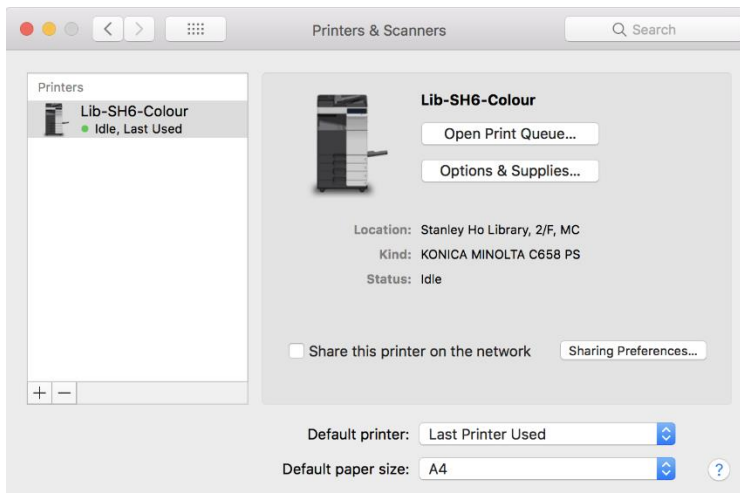 Printers & Scanners
Search
Printers
Lib-SH6-Colour
Idle, Last Used
Lib-SH6-Colour
Open Print Queue...
Options & Supplies...
Location: Stanley Ho Library, 2/F, MC
Kind: KONICA MINOLTA C658 PS
Status: Idle
Share this printer on the network
Sharing Preferences...
+ −
Default printer: Last Printer Used
Default paper size: A4
?